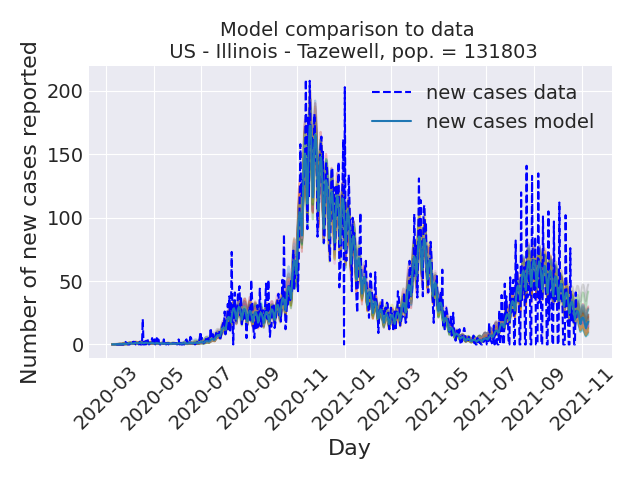 Model comparison to data
US - Illinois - Tazewell, pop. = 131803
Number of new cases reported
200
150
100
50
0
new cases data
new cases model
2020-03
2020-05
2020-07
2020-09
2020-11
2021-01
2021-03
2021-05
2021-07
2021-09
2021-11
Day